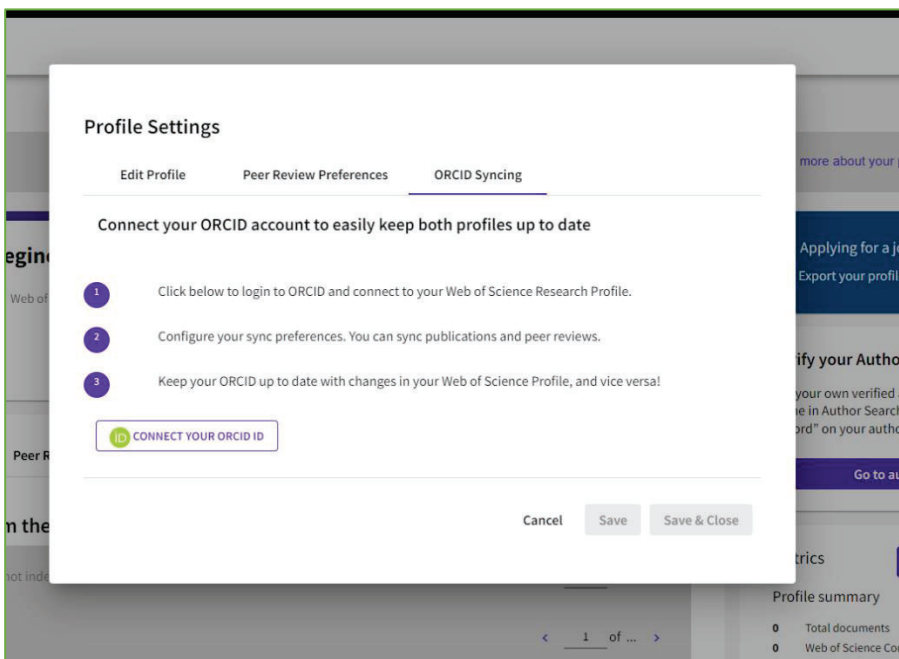 more about your
Profile Settings
Edit Profile Peer Review Preferences ORCID Syncing
Connect your ORCID account to easily keep both profiles up to date
1 Click below to login to ORCID and connect to your Web of Science Research Profile.
2 Configure your sync preferences. You can sync publications and peer reviews.
3 Keep your ORCID up to date with changes in your Web of Science Profile, and vice versa!
iD CONNECT YOUR ORCID ID
Cancel Save Save & Close
Web of
Peer
the
not
Applying for a
Export your
your Autho
your own verified
in Author Search
on your autho
Go to
Profile summary
0 Total documents
0 Web of Science Co
< 1 of ... >